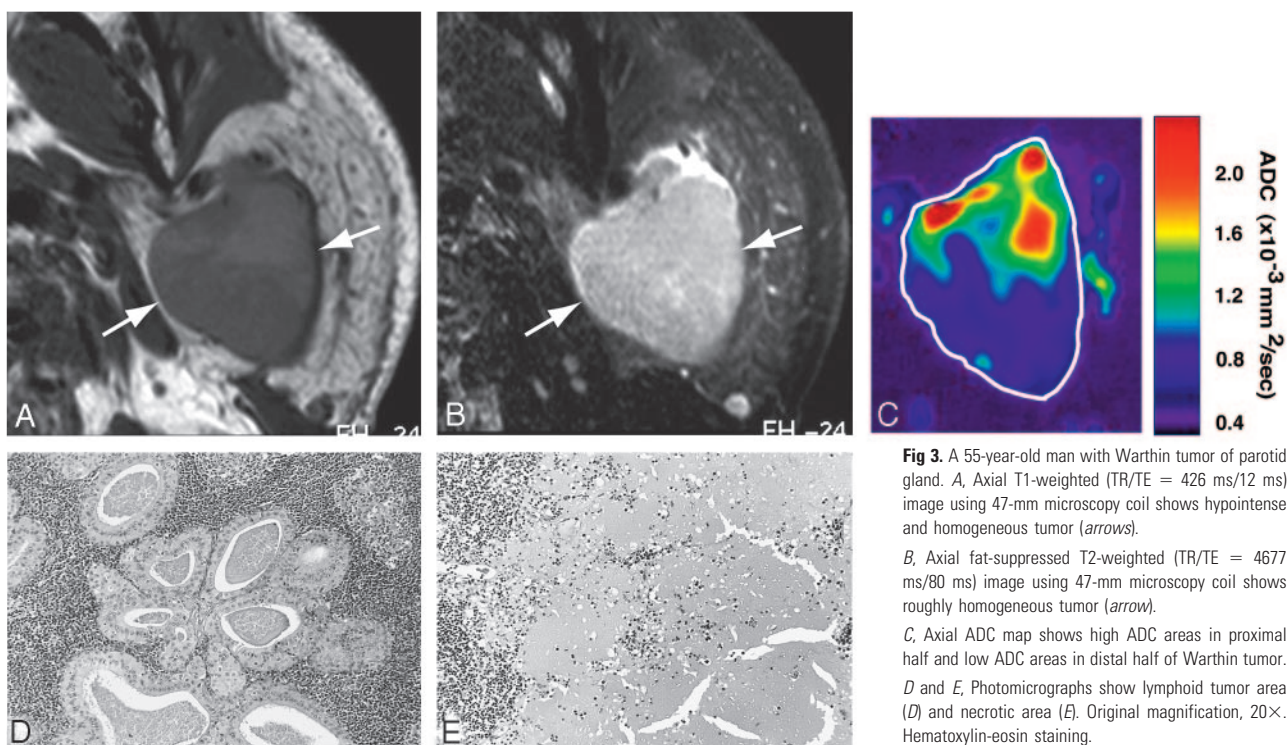 A
FH -24
B
FH -24
C
2.0
1.6
1.2
0.8
0.4
ADC (x10-3 mm 2/sec)
D
E
Fig 3. A 55-year-old man with Warthin tumor of parotid
gland. A, Axial T1-weighted (TR/TE = 426 ms/12 ms)
image using 47-mm microscopy coil shows hypointense
and homogeneous tumor (arrows).
B, Axial fat-suppressed T2-weighted (TR/TE = 4677
ms/80 ms) image using 47-mm microscopy coil shows
roughly homogeneous tumor (arrow).
C, Axial ADC map shows high ADC areas in proximal
half and low ADC areas in distal half of Warthin tumor.
D and E, Photomicrographs show lymphoid tumor area
(D) and necrotic area (E). Original magnification, 20×.
Hematoxylin-eosin staining.